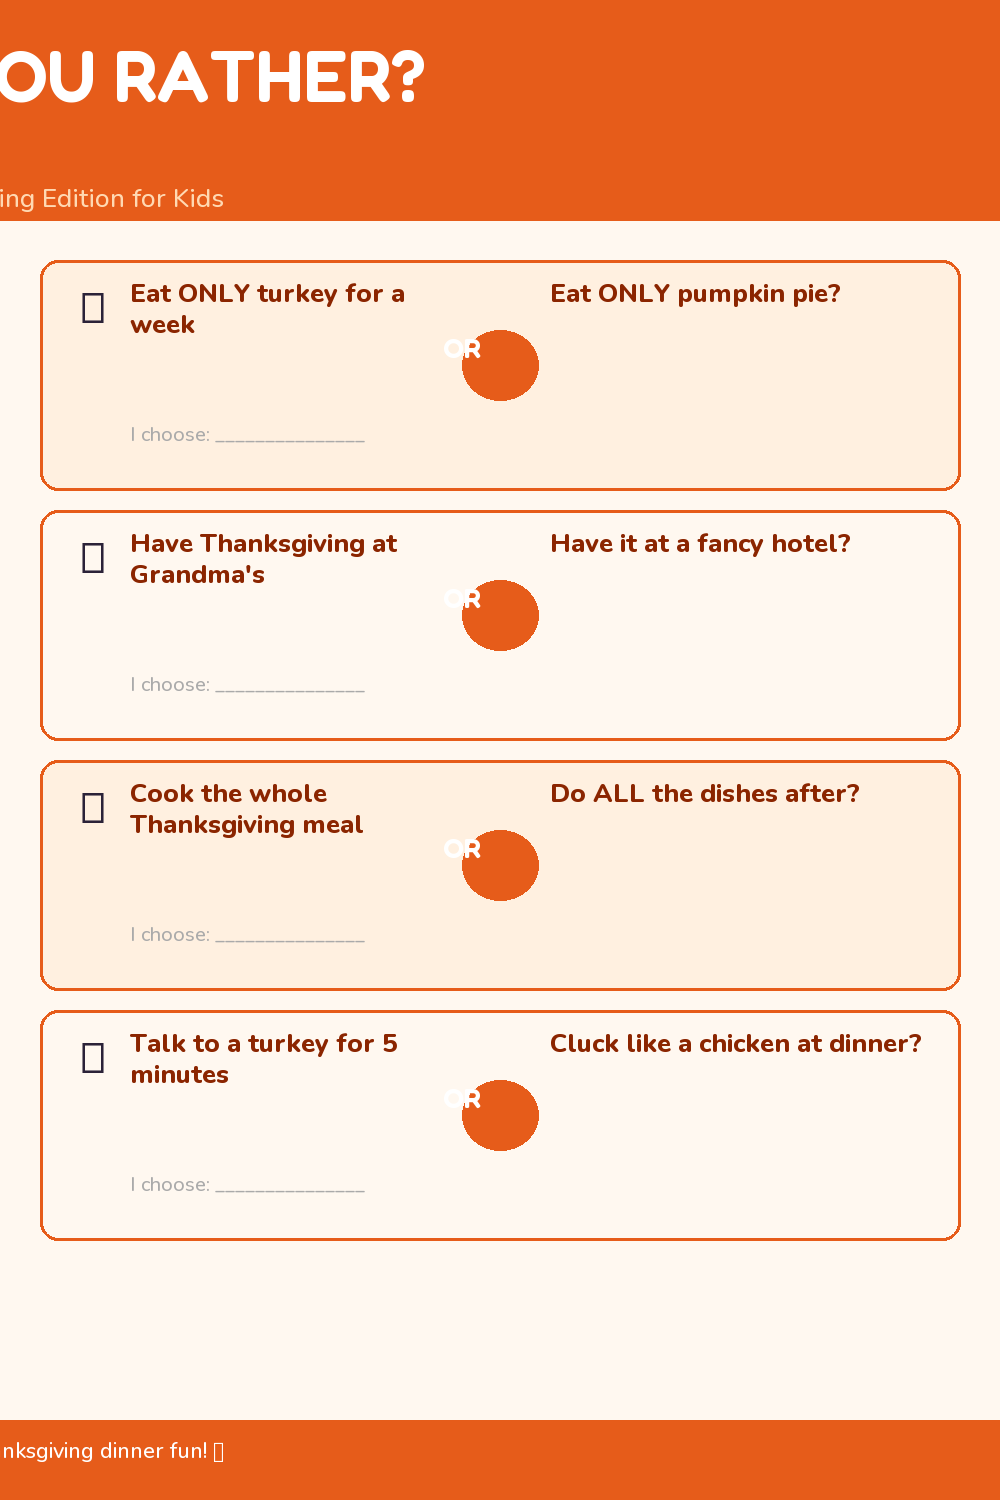 OU RATHER?
ing Edition for Kids
Eat ONLY turkey for a
week
OR
Eat ONLY pumpkin pie?
I choose: _______________
Have Thanksgiving at
Grandma's
OR
Have it at a fancy hotel?
I choose: _______________
Cook the whole
Thanksgiving meal
OR
Do ALL the dishes after?
I choose: _______________
Talk to a turkey for 5
minutes
OR
Cluck like a chicken at dinner?
I choose: _______________
nksgiving dinner fun!